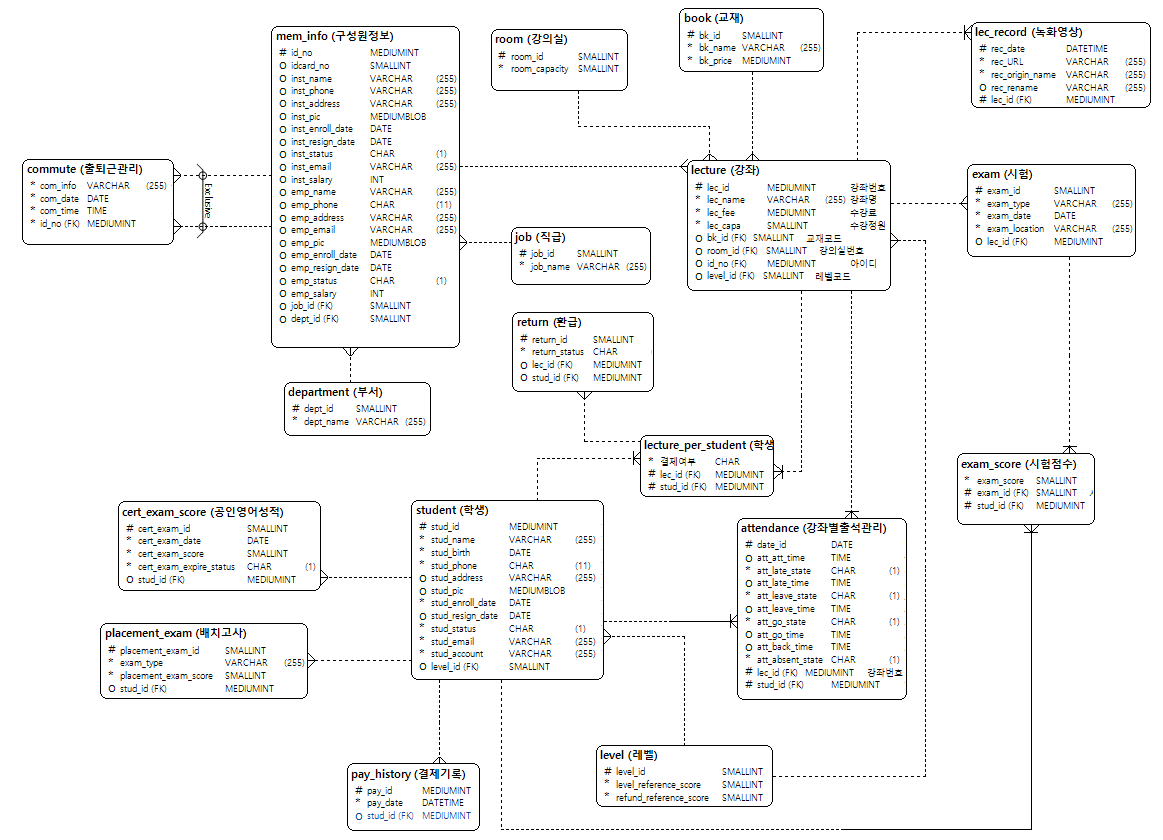 mem_info (구성원정보)
# id_no MEDIUMINT
O idcard_no SMALLINT
O inst_name VARCHAR (255)
O inst_phone VARCHAR (255)
O inst_address VARCHAR (255)
O inst_pic MEDIUMBLOB
O inst_enroll_date DATE
O inst_resign_date DATE
O inst_status CHAR (1)
O inst_email VARCHAR (255)
O inst_salary INT
O emp_name VARCHAR (255)
O emp_phone CHAR (11)
O emp_address VARCHAR (255)
O emp_email VARCHAR (255)
O emp_pic MEDIUMBLOB
O emp_enroll_date DATE
O emp_resign_date DATE
O emp_status CHAR (1)
O emp_salary INT
O job_id (FK) SMALLINT
O dept_id (FK) SMALLINT
room (강의실)
# room_id SMALLINT
* room_capacity SMALLINT
book (교재)
# bk_id SMALLINT
* bk_name VARCHAR (255)
* bk_price MEDIUMINT
lec_record (녹화영상)
# rec_date DATETIME
* rec_URL VARCHAR (255)
* rec_origin_name VARCHAR (255)
O rec_rename VARCHAR (255)
# lec_id (FK) MEDIUMINT
commute (출퇴근관리)
* com_info VARCHAR (255)
* com_date DATE
* com_time TIME
* id_no (FK) MEDIUMINT
Exclusive
lecture (강좌)
# lec_id MEDIUMINT 강좌번호
* lec_name VARCHAR (255) 강좌명
* lec_fee MEDIUMINT 수강료
* lec_capa SMALLINT 수강정원
O bk_id (FK) SMALLINT 교재코드
O room_id (FK) SMALLINT 강의실번호
O id_no (FK) MEDIUMINT 아이디
O level_id (FK) SMALLINT 레벨코드
exam (시험)
# exam_id SMALLINT
* exam_type VARCHAR (255)
* exam_date DATE
* exam_location VARCHAR (255)
O lec_id (FK) MEDIUMINT
job (직급)
# job_id SMALLINT
* job_name VARCHAR (255)
return (환급)
# return_id SMALLINT
* return_status CHAR
O lec_id (FK) MEDIUMINT
O stud_id (FK) MEDIUMINT
department (부서)
# dept_id SMALLINT
* dept_name VARCHAR (255)
lecture_per_student (학생
* 결제여부 CHAR
# lec_id (FK) MEDIUMINT
# stud_id (FK) MEDIUMINT
exam_score (시험점수)
* exam_score SMALLINT
# exam_id (FK) SMALLINT
# stud_id (FK) MEDIUMINT
cert_exam_score (공인영어성적)
# cert_exam_id SMALLINT
* cert_exam_date DATE
* cert_exam_score SMALLINT
* cert_exam_expire_status CHAR (1)
O stud_id (FK) MEDIUMINT
student (학생)
# stud_id MEDIUMINT
* stud_name VARCHAR (255)
* stud_birth DATE
* stud_phone CHAR (11)
O stud_address VARCHAR (255)
O stud_pic MEDIUMBLOB
* stud_enroll_date DATE
O stud_resign_date DATE
* stud_status CHAR (1)
* stud_email VARCHAR (255)
* stud_account VARCHAR (255)
O level_id (FK) SMALLINT
attendance (강좌별출석관리)
# date_id DATE
O att_att_time TIME
* att_late_state CHAR (1)
O att_late_time TIME
* att_leave_state CHAR (1)
O att_leave_time TIME
* att_go_state CHAR (1)
O att_go_time TIME
O att_back_time TIME
* att_absent_state CHAR (1)
# lec_id (FK) MEDIUMINT 강좌번호
# stud_id (FK) MEDIUMINT
placement_exam (배치고사)
# placement_exam_id SMALLINT
* exam_type VARCHAR (255)
* placement_exam_score SMALLINT
O stud_id (FK) MEDIUMINT
level (레벨)
# level_id SMALLINT
* level_reference_score SMALLINT
* refund_reference_score SMALLINT
pay_history (결제기록)
# pay_id MEDIUMINT
* pay_date DATETIME
O stud_id (FK) MEDIUMINT